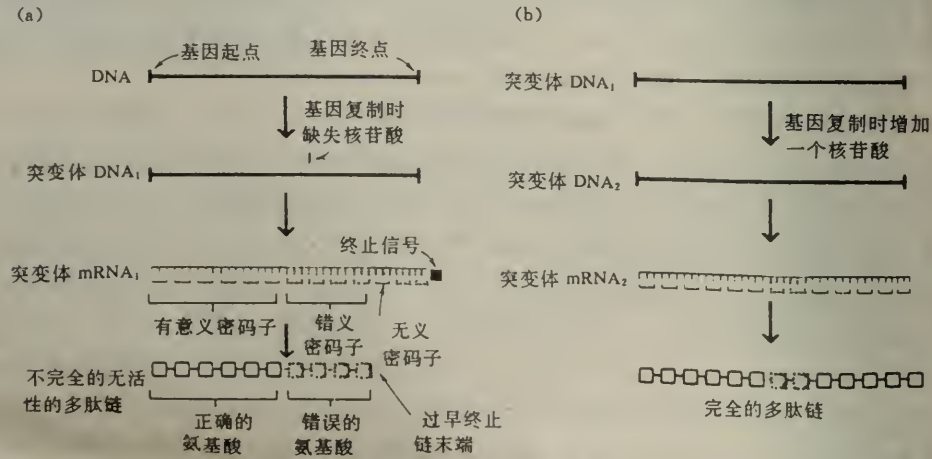 (a)
基因起点
基因终点
DNA
基因复制时
缺失核苷酸
突变体 DNA₁
终止信号
突变体 mRNA₁
有意义密码子
错义
密码子
无义
密码子
不完全的无活
性的多肽链
正确的
氨基酸
错误的
氨基酸
过早终止
链末端
(b)
突变体 DNA₁
基因复制时增加
一个核苷酸
突变体 DNA₂
突变体 mRNA₂
完全的多肽链